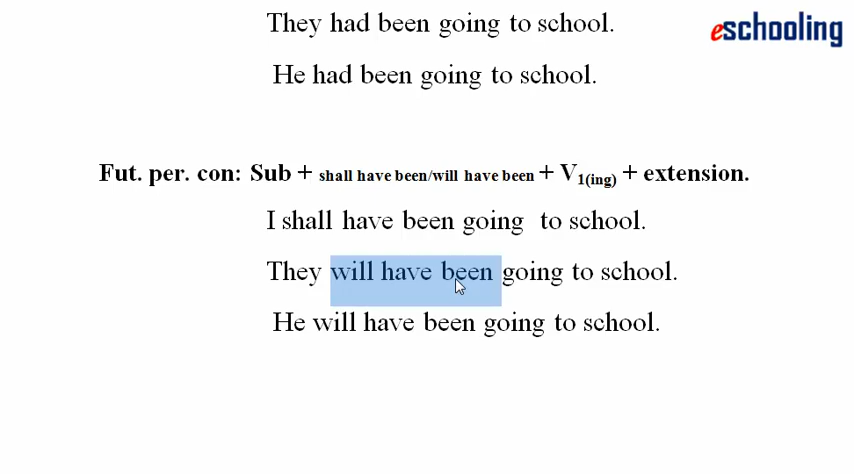 They had been going to school.
eschooling
He had been going to school.
Fut. per. con: Sub + shall have been/will have been + V1(ing) + extension.
I shall have been going to school.
They will have been going to school.
He will have been going to school.